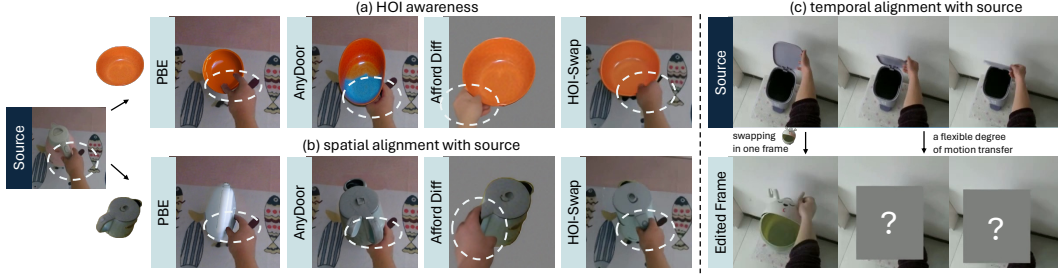 (a) HOI awareness
(c) temporal alignment with source
PBE
AnyDoor
Afford Diff
HOI-Swap
Source
Source
swapping
in one frame
a flexible degree
of motion transfer
(b) spatial alignment with source
PBE
AnyDoor
Afford Diff
HOI-Swap
Edited Frame
?
?